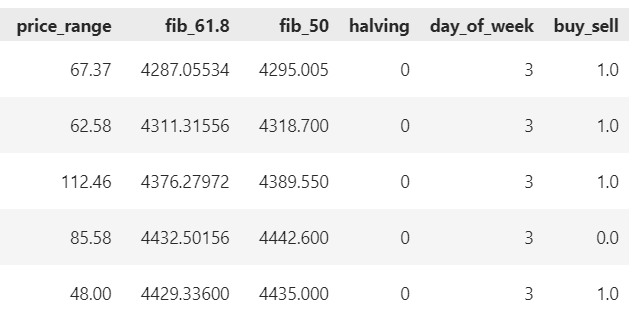 price_range fib_61.8 fib_50 halving day_of_week buy_sell
67.37 4287.05534 4295.005 0 3 1.0
62.58 4311.31556 4318.700 0 3 1.0
112.46 4376.27972 4389.550 0 3 1.0
85.58 4432.50156 4442.600 0 3 0.0
48.00 4429.33600 4435.000 0 3 1.0